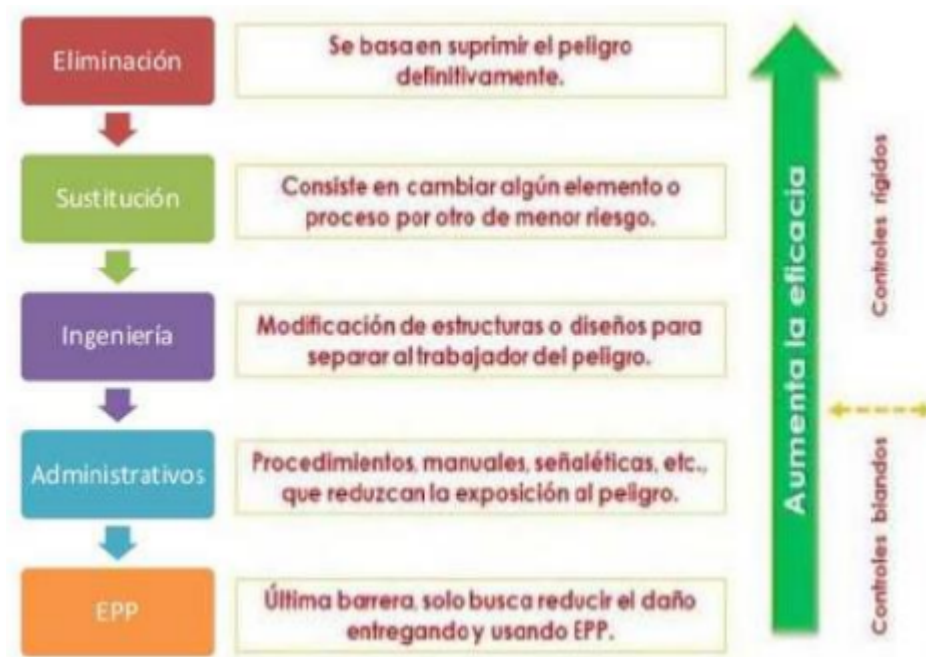 Eliminación
Se basa en suprimir el peligro
definitivamente.
Sustitución
Consiste en cambiar algún elemento o
proceso por otro de menor riesgo.
Ingeniería
Modificación de estructuras o diseños para
separar al trabajador del peligro.
Administrativos
Procedimientos, manuales, señaléticas, etc.,
que reduzcan la exposición al peligro.
EPP
Última barrera, solo busca reducir el daño
entregando y usando EPP.
Aumenta la eficacia
Controles rígidos
Controles blandos